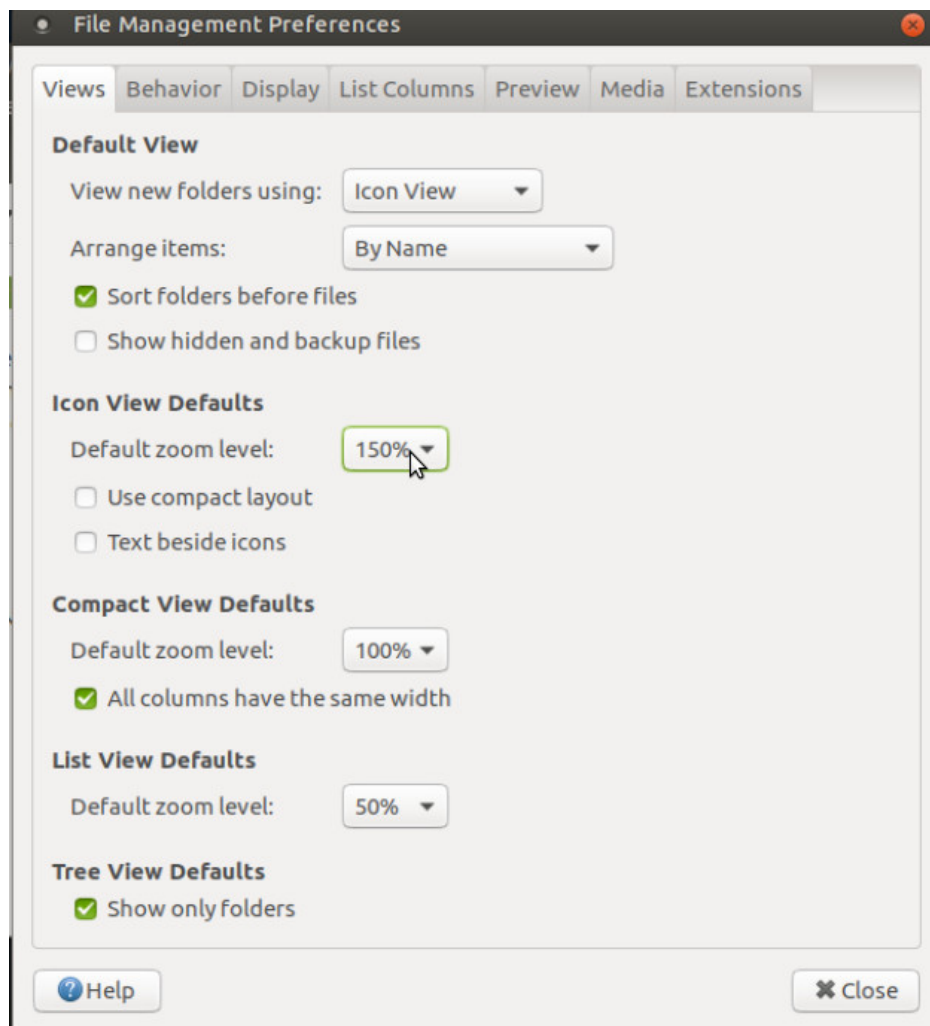 File Management Preferences
Views Behavior Display List Columns Preview Media Extensions
Default View
View new folders using: Icon View
Arrange items: By Name
Sort folders before files
Show hidden and backup files
Icon View Defaults
Default zoom level: 150%
Use compact layout
Text beside icons
Compact View Defaults
Default zoom level: 100%
All columns have the same width
List View Defaults
Default zoom level: 50%
Tree View Defaults
Show only folders
Help Close